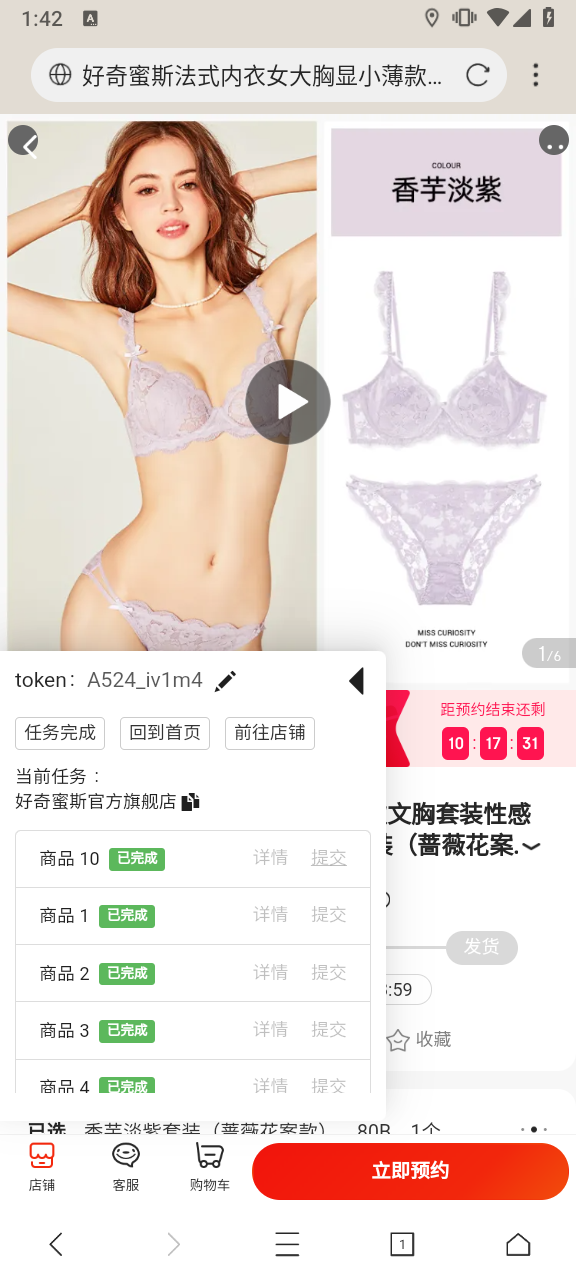 1:42
A
好奇蜜斯法式内衣女大胸显小薄款...
COLOUR
香芋淡紫
MISS CURIOSITY
DON'T MISS CURIOSITY
1/6
token: A524_iv1m4
距预约结束还剩
10 : 17 : 31
任务完成 回到首页 前往店铺
当前任务：
好奇蜜斯官方旗舰店
文胸套装性感
（蔷薇花案.
商品 10 已完成 详情 提交
商品 1 已完成 详情 提交
发货
商品 2 已完成 详情 提交
:59
商品 3 已完成 详情 提交
收藏
商品 4 已完成 详情 提交
已选 香芋淡紫套装（蔷薇花案款） 80B 1个
店铺 客服 购物车 立即预约
1